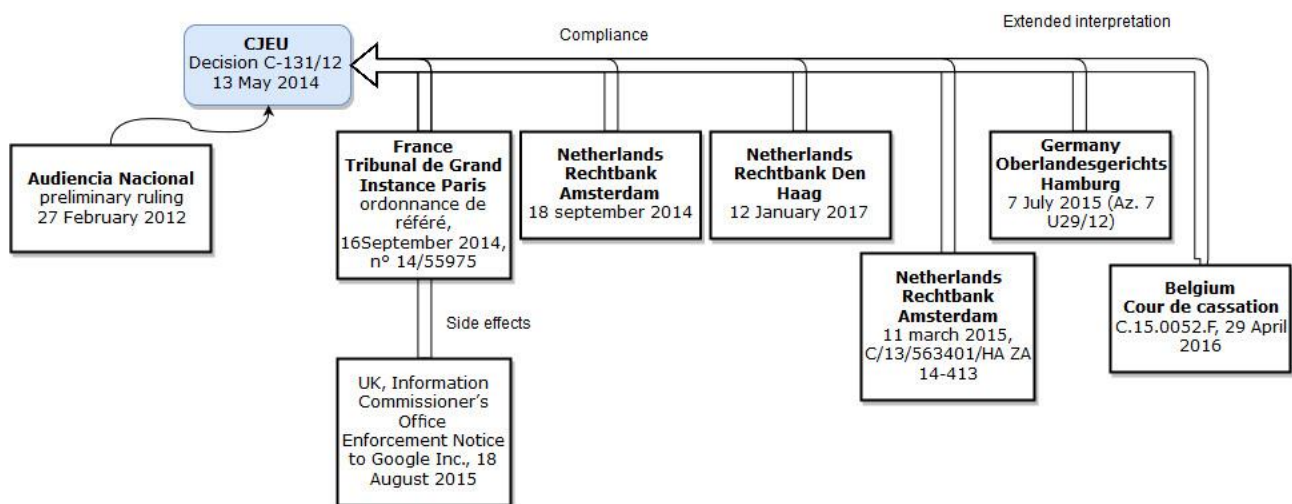 Extended interpretation
Compliance
CJEU
Decision C-131/12
13 May 2014
Audiencia Nacional
preliminary ruling
27 February 2012
France
Tribunal de Grand
Instance Paris
ordonnance de
référé,
16September 2014,
n° 14/55975
Netherlands
Rechtbank
Amsterdam
18 september 2014
Netherlands
Rechtbank Den
Haag
12 January 2017
Germany
Oberlandesgerichts
Hamburg
7 July 2015 (Az. 7
U29/12)
Netherlands
Rechtbank
Amsterdam
11 march 2015,
C/13/563401/HA ZA
14-413
Belgium
Cour de cassation
C.15.0052.F, 29 April
2016
Side effects
UK, Information
Commissioner's
Office
Enforcement Notice
to Google Inc., 18
August 2015